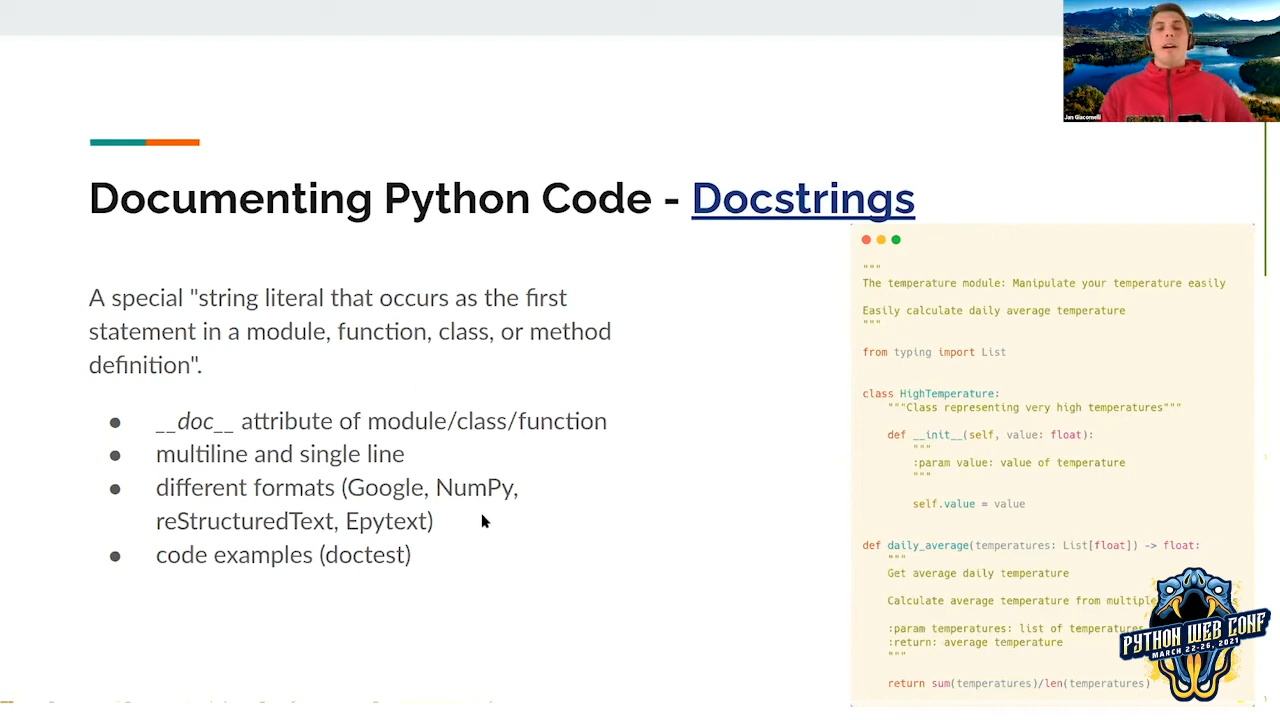 Jan Giacomelli
Documenting Python Code - Docstrings
A special "string literal that occurs as the first
statement in a module, function, class, or method
definition".
● __doc__ attribute of module/class/function
● multiline and single line
● different formats (Google, NumPy,
reStructuredText, Epytext)
● code examples (doctest)
"""
The temperature module: Manipulate your temperature easily
Easily calculate daily average temperature
"""
from typing import List
class HighTemperature:
"""Class representing very high temperatures"""
def __init__(self, value: float):
"""
:param value: value of temperature
"""
self.value = value
def daily_average(temperatures: List[float]) -> float:
"""
Get average daily temperature
Calculate average temperature from multiple
:param temperatures: list of temperatures
:return: average temperature
"""
return sum(temperatures)/len(temperatures)
PYTHON WEB CONF
MARCH 22-26, 2021